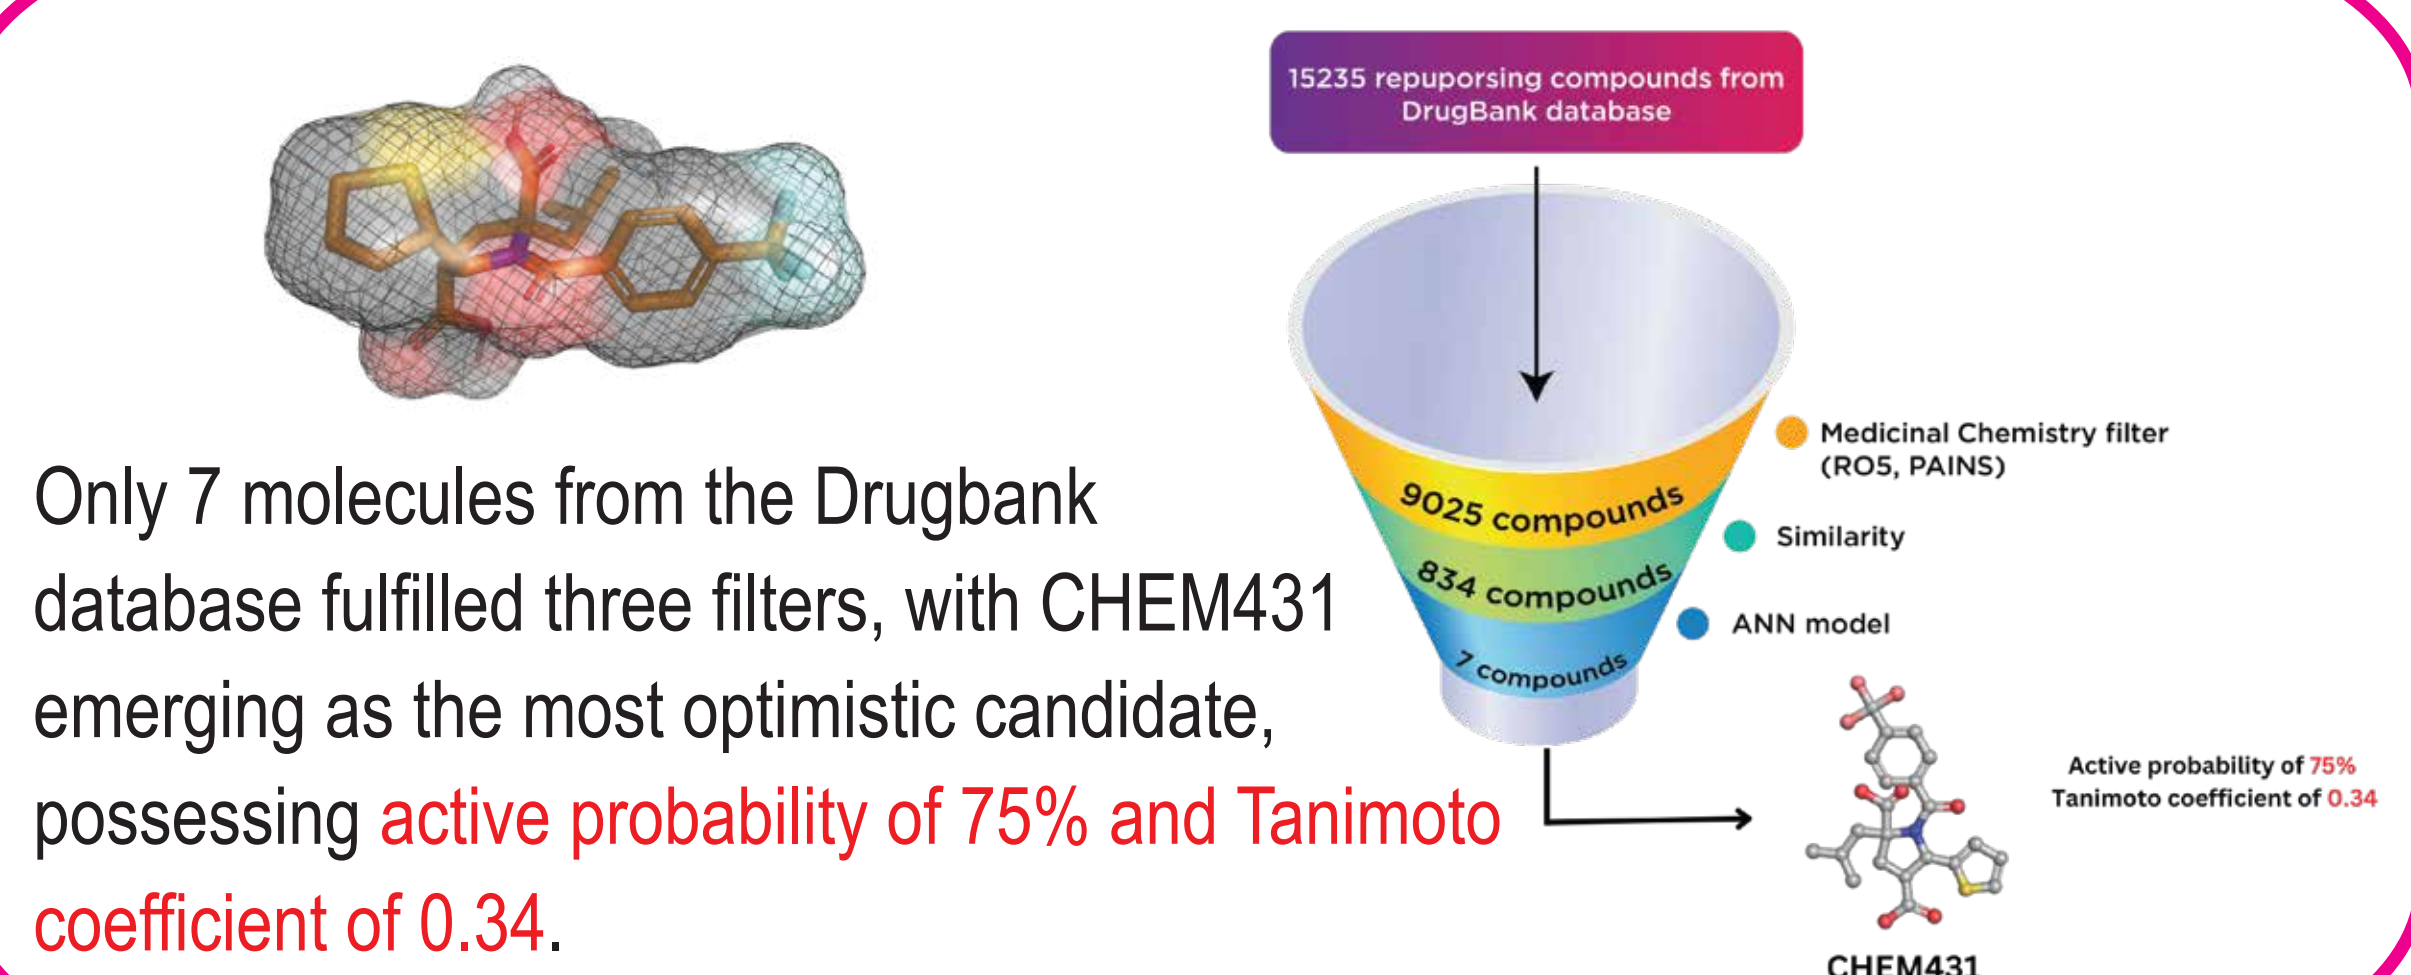 15235 repuporsing compounds from
DrugBank database
Medicinal Chemistry filter
(RO5, PAINS)
9025 compounds
Similarity
834 compounds
ANN model
7 compounds
Only 7 molecules from the Drugbank
database fulfilled three filters, with CHEM431
emerging as the most optimistic candidate,
possessing active probability of 75% and Tanimoto
coefficient of 0.34.
Active probability of 75%
Tanimoto coefficient of 0.34
CHEM431